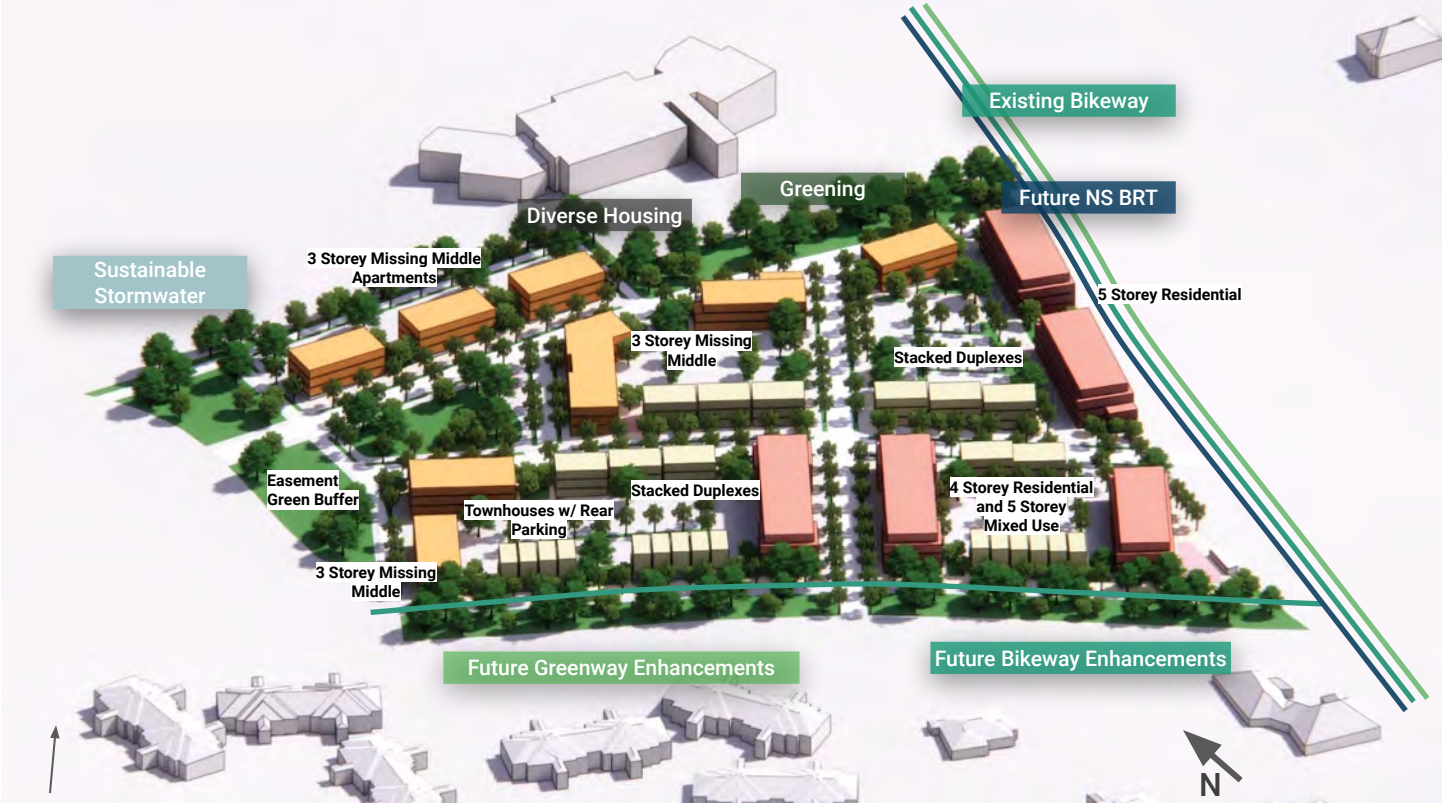 Existing Bikeway
Greening
Future NS BRT
Diverse Housing
3 Storey Missing Middle
Apartments
Sustainable
Stormwater
5 Storey Residential
3 Storey Missing
Middle
Stacked Duplexes
Easement
Green Buffer
Townhouses w/ Rear
Parking
Stacked Duplexes
4 Storey Residential
and 5 Storey
Mixed Use
3 Storey Missing
Middle
Future Greenway Enhancements
Future Bikeway Enhancements
N